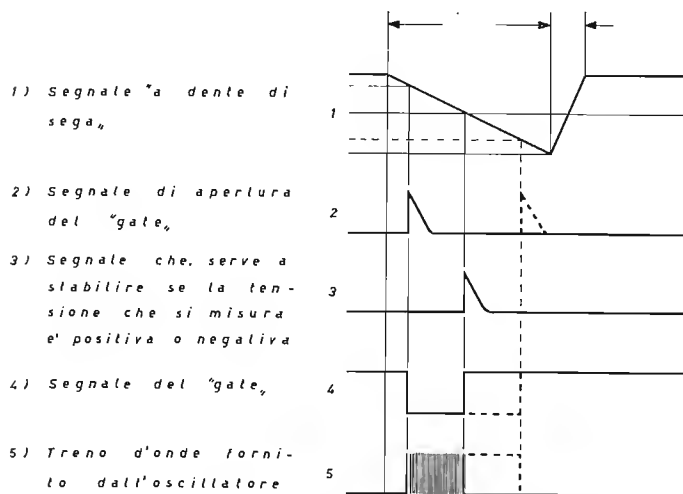 1) Segnale "a dente di
sega„
2) Segnale di apertura
del "gate„
3) Segnale che, serve a
stabilire se la ten-
sione che si misura
e' positiva o negativa
4) Segnale del "gate„
5) Treno d'onde forni-
to dall'oscillatore
1
2
3
4
5